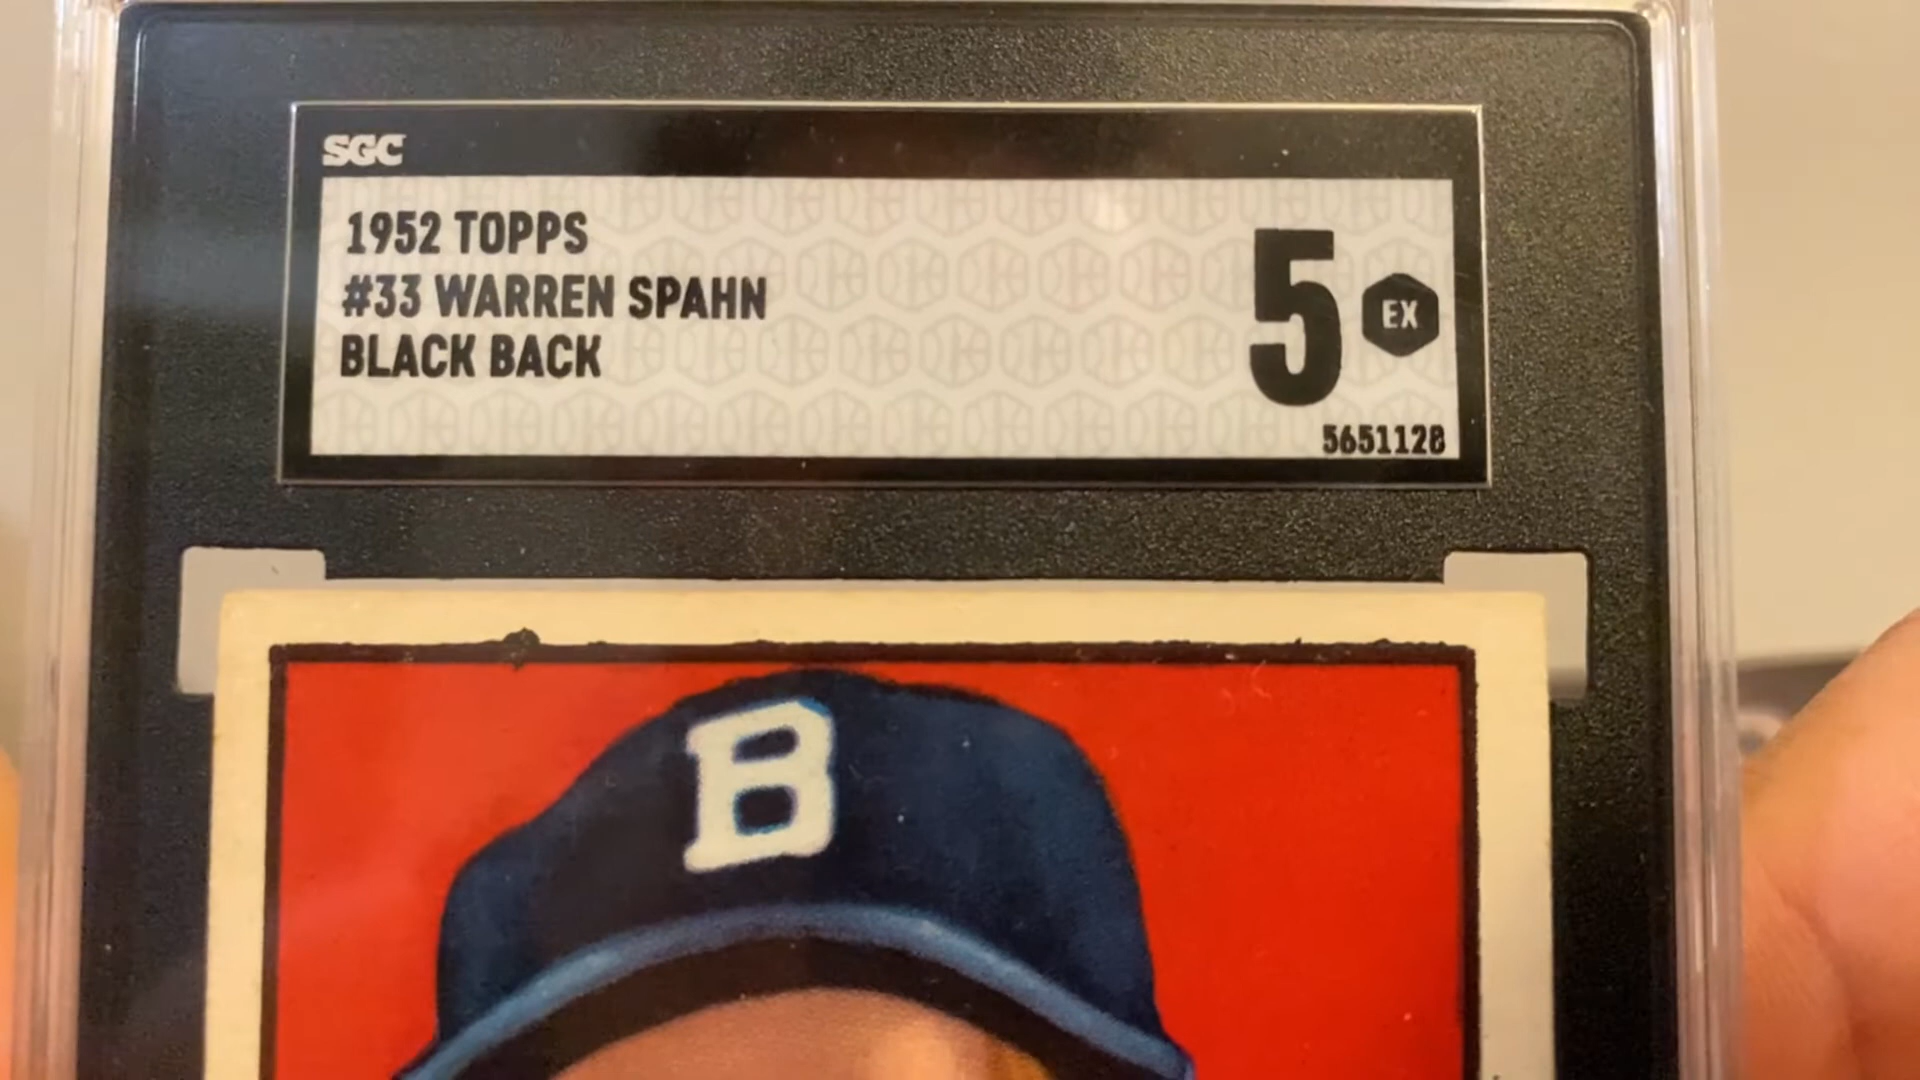 SGC
1952 TOPPS
#33 WARREN SPAHN
BLACK BACK
5 EX
5651128
B